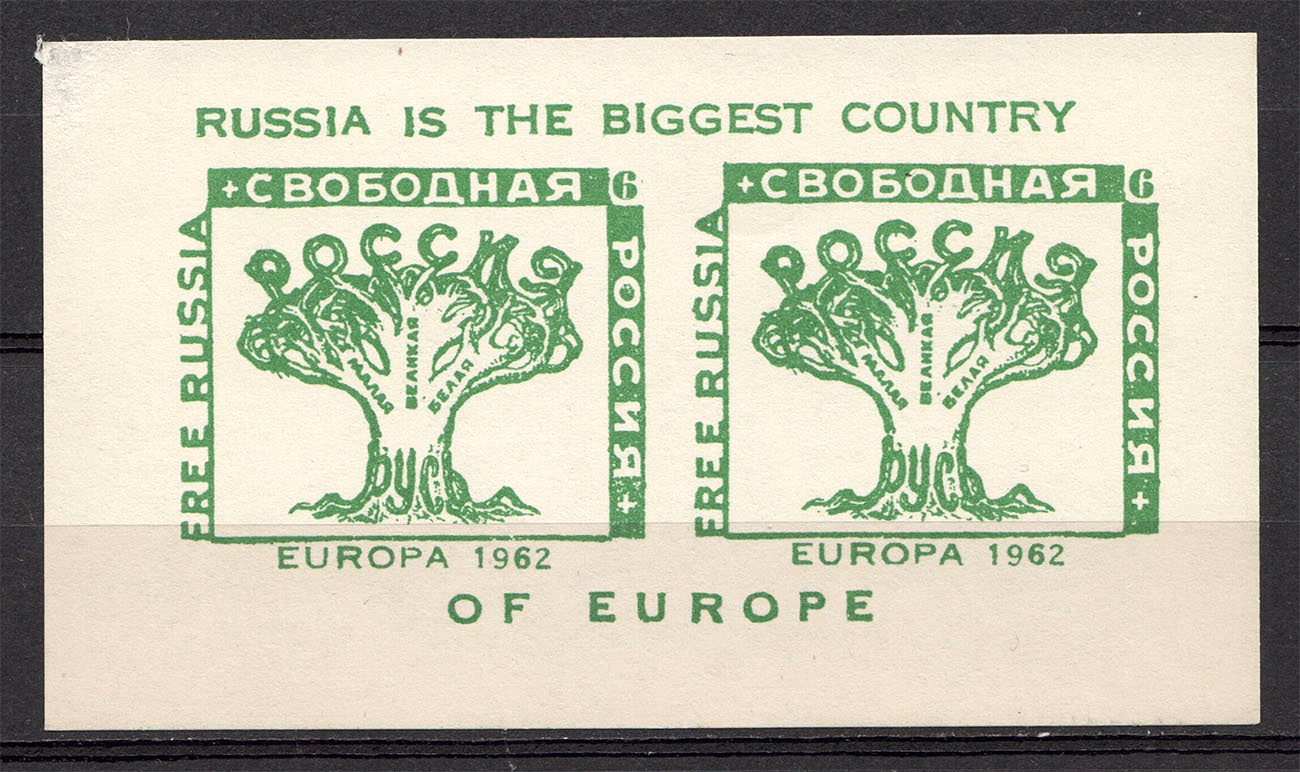 RUSSIA IS THE BIGGEST COUNTRY
+СВОБОДНАЯ 6
РОССИЯ+
FREE RUSSIA
РОССИЯ
МАЛАЯ
ВЕЛИКАЯ
БЕЛАЯ
РУСЬ
EUROPA 1962
+СВОБОДНАЯ 6
РОССИЯ+
FREE RUSSIA
РОССИЯ
МАЛАЯ
ВЕЛИКАЯ
БЕЛАЯ
РУСЬ
EUROPA 1962
OF EUROPE